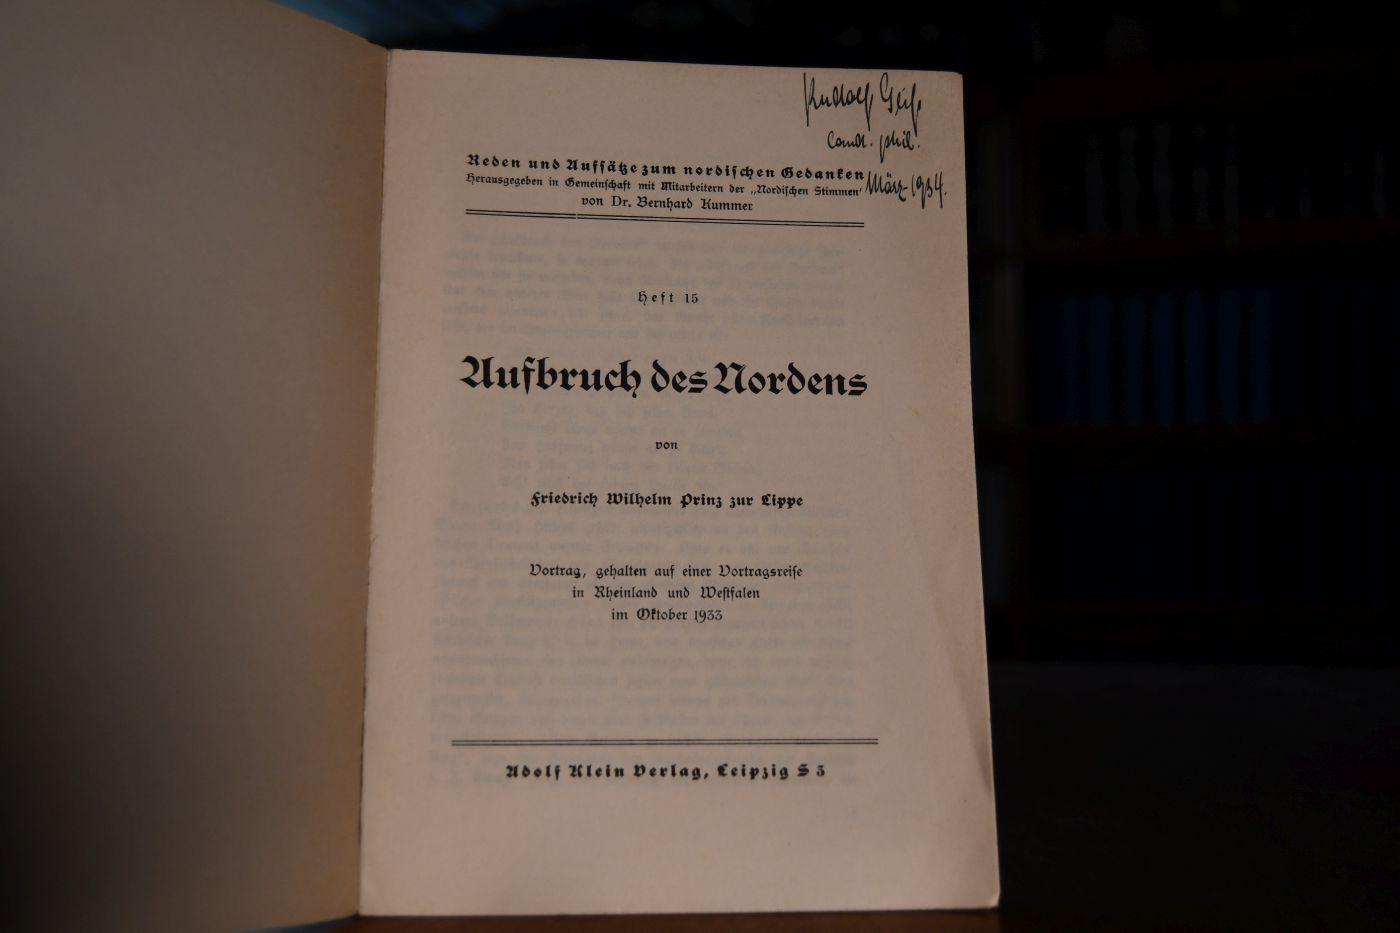 Rudolf Geiß
cand. phil.
März 1934.
Reden und Aufsätze zum nordischen Gedanken
Herausgegeben in Gemeinschaft mit Mitarbeitern der „Nordischen Stimmen“
von Dr. Bernhard Kummer
Heft 15
Aufbruch des Nordens
von
Friedrich Wilhelm Prinz zur Lippe
Vortrag, gehalten auf einer Vortragsreise
in Rheinland und Westfalen
im Oktober 1933
Adolf Klein Verlag, Leipzig S 3